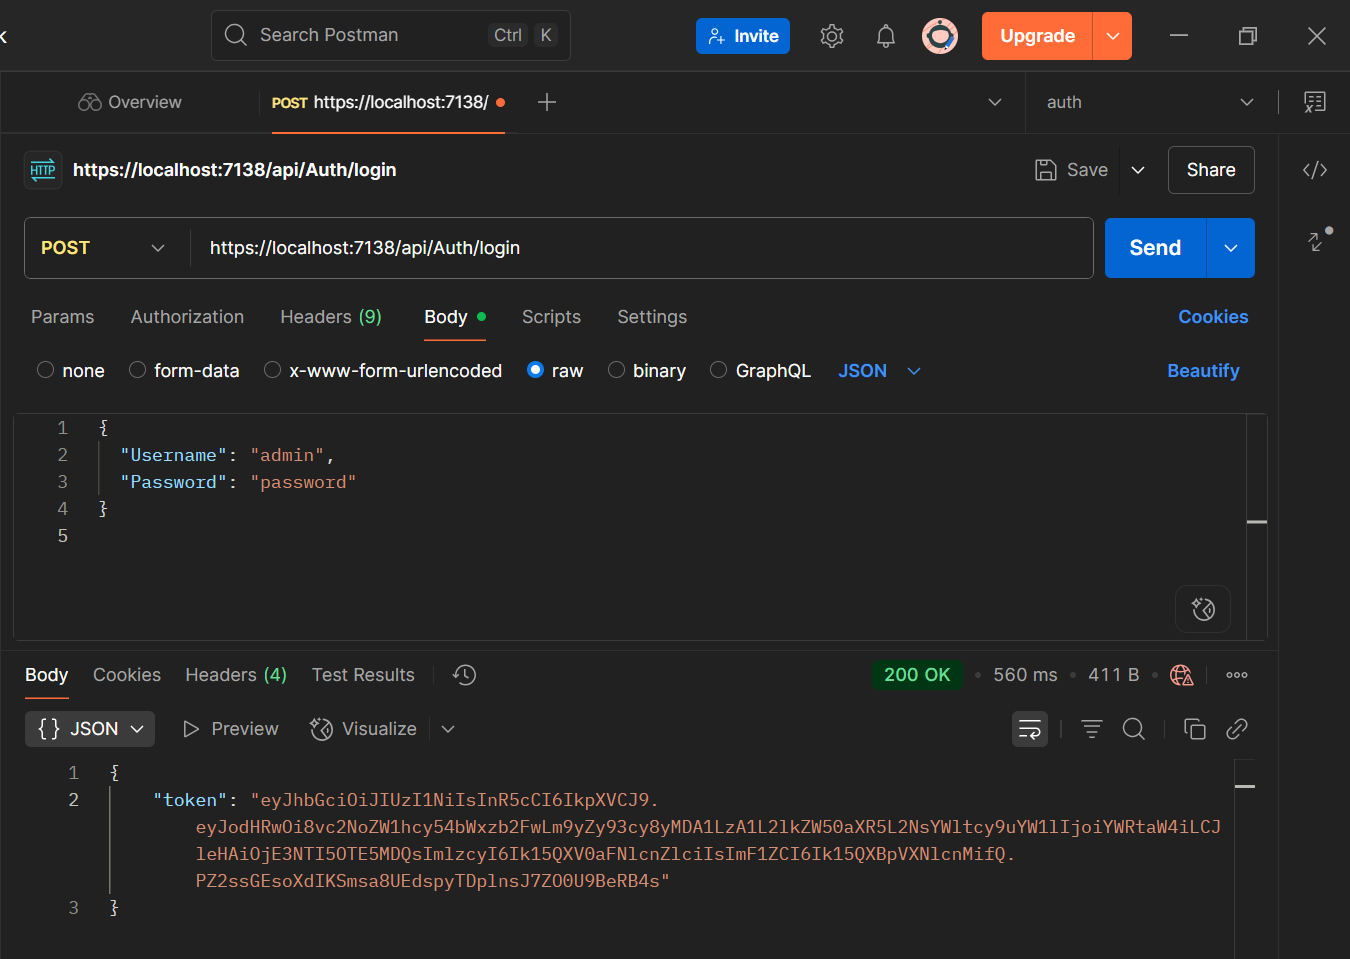 Search Postman Ctrl K Invite Upgrade
Overview POST https://localhost:7138/ auth
HTTP https://localhost:7138/api/Auth/login Save Share
POST https://localhost:7138/api/Auth/login Send
Params Authorization Headers (9) Body Scripts Settings Cookies
none form-data x-www-form-urlencoded raw binary GraphQL JSON Beautify
1 {
2 "Username": "admin",
3 "Password": "password"
4 }
5
Body Cookies Headers (4) Test Results 200 OK 560 ms 411 B
{} JSON Preview Visualize
1 {
2 "token": "eyJhbGciOiJIUzI1NiIsInR5cCI6IkpXVCJ9.
eyJodHRwOi8vc2NoZW1hcy54bWxzb2FwLm9yZy93cy8yMDA1LzA1L2lkZW50aXR5L2NsYWltcy9uYW1lIjoiYWRtaW4iLCJ
leHAiOjE3NTI5OTE5MDQsImlzcyI6Ik15QXV0aFNlcnZlciIsImF1ZCI6Ik15QXBpVXNlcnMifQ.
PZ2ssGEsoXdIKSmsa8UEdspyTDplnsJ7ZO0U9BeRB4s"
3 }